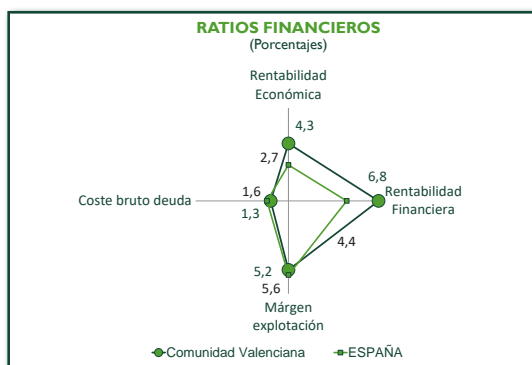 RATIOS FINANCIEROS
(Porcentajes)
Rentabilidad
Económica
4,3
2,7
6,8
Rentabilidad
Financiera
1,6
Coste bruto deuda
1,3
4,4
5,2
5,6
Márgen
explotación
Comunidad Valenciana
ESPAÑA